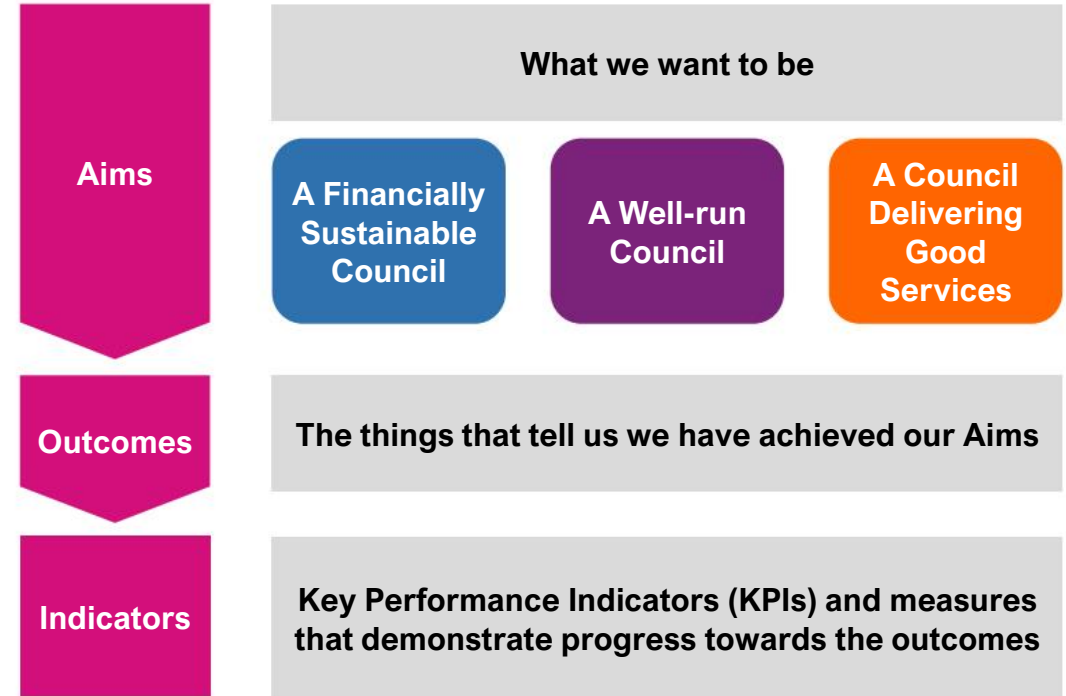 Aims
What we want to be
A Financially
Sustainable
Council
A Well-run
Council
A Council
Delivering
Good
Services
Outcomes
The things that tell us we have achieved our Aims
Indicators
Key Performance Indicators (KPIs) and measures
that demonstrate progress towards the outcomes